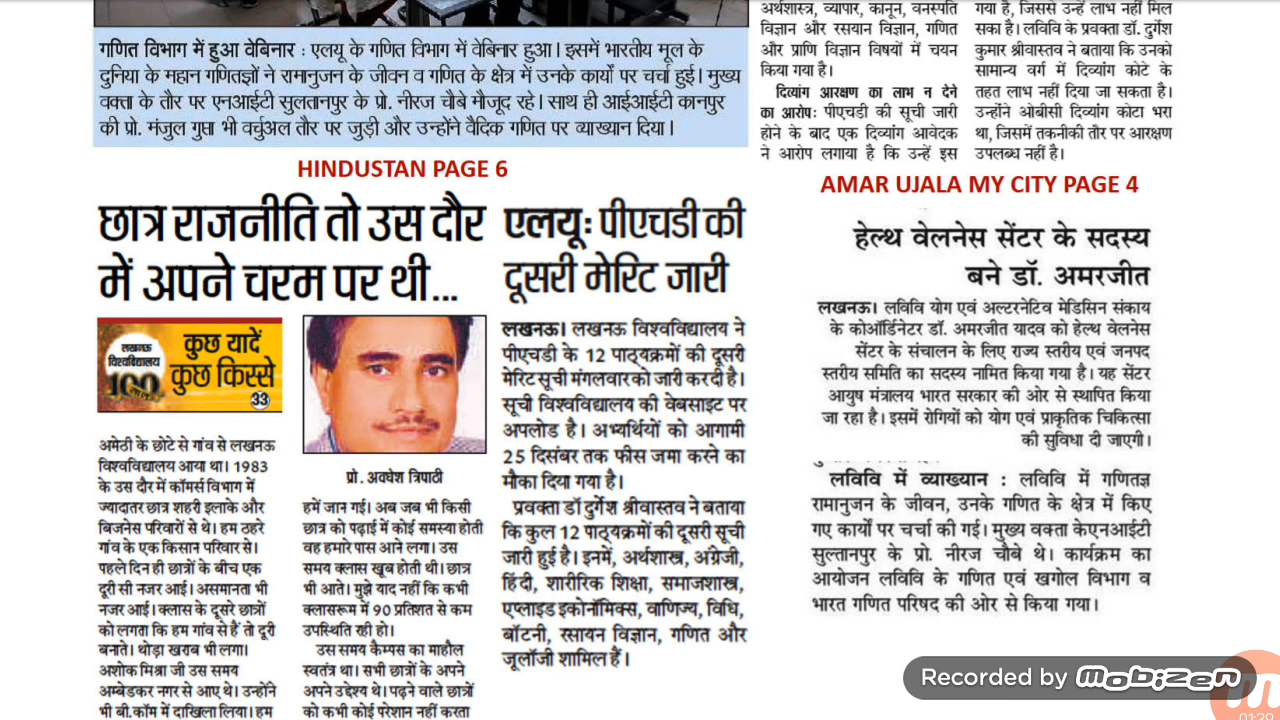 गणित विभाग में हुआ वेबिनार : एलयू के गणित विभाग में वेबिनार हुआ। इसमें भारतीय मूल के
दुनिया के महान गणितज्ञों ने रामानुजन के जीवन व गणित के क्षेत्र में उनके कार्यों पर चर्चा हुई। मुख्य
वक्ता के तौर पर एनआईटी सुलतानपुर के प्रो. नीरज चौबे मौजूद रहे। साथ ही आईआईटी कानपुर
की प्रो. मंजुल गुप्ता भी वर्चुअल तौर पर जुड़ी और उन्होंने वैदिक गणित पर व्याख्यान दिया।
HINDUSTAN PAGE 6
छात्र राजनीति तो उस दौर
में अपने चरम पर थी...
लखनऊ
विश्वविद्यालय
100
साल
कुछ यादें
कुछ किस्से
33
अमेठी के छोटे से गांव से लखनऊ
विश्वविद्यालय आया था। 1983
के उस दौर में कॉमर्स विभाग में
ज्यादातर छात्र शहरी इलाके और
बिजनेस परिवारों से थे। हम ठहरे
गांव के एक किसान परिवार से।
पहले दिन ही छात्रों के बीच एक
दूरी सी नजर आई। असमानता भी
नजर आई। क्लास के दूसरे छात्रों
को लगता कि हम गांव से हैं तो दूरी
बनाते। थोड़ा खराब भी लगा।
अशोक मिश्रा जी उस समय
अम्बेडकर नगर से आए थे। उन्होंने
भी बी.कॉम में दाखिला लिया। हम
प्रो. अवधेश त्रिपाठी
हमें जान गई। अब जब भी किसी
छात्र को पढ़ाई में कोई समस्या होती
वह हमारे पास आने लगा। उस
समय क्लास खूब होती थी। छात्र
भी आते। मुझे याद नहीं कि कभी
क्लासरूम में 90 प्रतिशत से कम
उपस्थिति रही हो।
उस समय कैम्पस का माहौल
स्वतंत्र था। सभी छात्रों के अपने
अपने उद्देश्य थे। पढ़ने वाले छात्रों
को कभी कोई परेशान नहीं करता
एलयू: पीएचडी की
दूसरी मेरिट जारी
लखनऊ। लखनऊ विश्वविद्यालय ने
पीएचडी के 12 पाठ्यक्रमों की दूसरी
मेरिट सूची मंगलवार को जारी कर दी है।
सूची विश्वविद्यालय की वेबसाइट पर
अपलोड है। अभ्यर्थियों को आगामी
25 दिसंबर तक फीस जमा करने का
मौका दिया गया है।
प्रवक्ता डॉ दुर्गेश श्रीवास्तव ने बताया
कि कुल 12 पाठ्यक्रमों की दूसरी सूची
जारी हुई है। इनमें, अर्थशास्त्र, अंग्रेजी,
हिंदी, शारीरिक शिक्षा, समाजशास्त्र,
एप्लाइड इकोनॉमिक्स, वाणिज्य, विधि,
बॉटनी, रसायन विज्ञान, गणित और
जूलॉजी शामिल हैं।
अर्थशास्त्र, व्यापार, कानून, वनस्पति
विज्ञान और रसायन विज्ञान, गणित
और प्राणि विज्ञान विषयों में चयन
किया गया है।
दिव्यांग आरक्षण का लाभ न देने
का आरोप: पीएचडी की सूची जारी
होने के बाद एक दिव्यांग आवेदक
ने आरोप लगाया है कि उन्हें इस
गया है, जिससे उन्हें लाभ नहीं मिल
सका है। लविवि के प्रवक्ता डॉ. दुर्गेश
कुमार श्रीवास्तव ने बताया कि उनको
सामान्य वर्ग में दिव्यांग कोटे के
तहत लाभ नहीं दिया जा सकता है।
उन्होंने ओबीसी दिव्यांग कोटा भरा
था, जिसमें तकनीकी तौर पर आरक्षण
उपलब्ध नहीं है।
AMAR UJALA MY CITY PAGE 4
हेल्थ वेलनेस सेंटर के सदस्य
बने डॉ. अमरजीत
लखनऊ। लविवि योग एवं अल्टरनेटिव मेडिसिन संकाय
के कोऑर्डिनेटर डॉ. अमरजीत यादव को हेल्थ वेलनेस
सेंटर के संचालन के लिए राज्य स्तरीय एवं जनपद
स्तरीय समिति का सदस्य नामित किया गया है। यह सेंटर
आयुष मंत्रालय भारत सरकार की ओर से स्थापित किया
जा रहा है। इसमें रोगियों को योग एवं प्राकृतिक चिकित्सा
की सुविधा दी जाएगी।
लविवि में व्याख्यान : लविवि में गणितज्ञ
रामानुजन के जीवन, उनके गणित के क्षेत्र में किए
गए कार्यों पर चर्चा की गई। मुख्य वक्ता केएनआईटी
सुल्तानपुर के प्रो. नीरज चौबे थे। कार्यक्रम का
आयोजन लविवि के गणित एवं खगोल विभाग व
भारत गणित परिषद की ओर से किया गया।
Recorded by mobizen